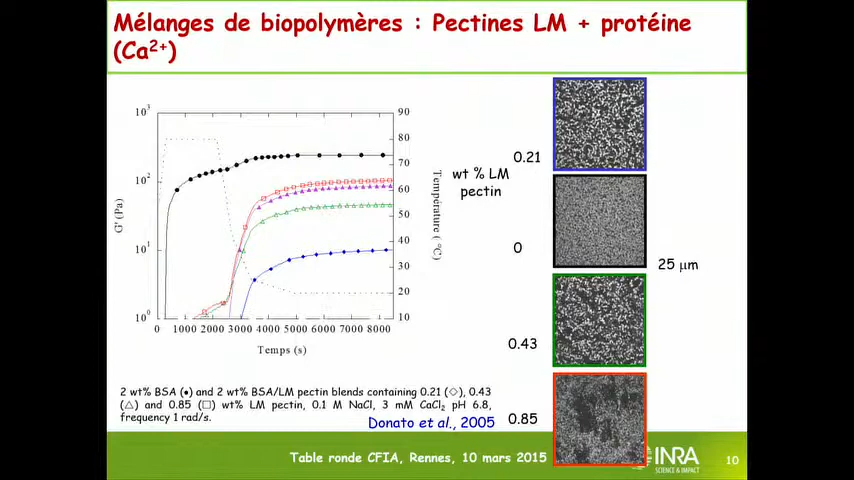 Mélanges de biopolymères : Pectines LM + protéine
(Ca²⁺)
10³
10²
10¹
10⁰
G' (Pa)
90
80
70
60
50
40
30
20
10
Température (°C)
0 1000 2000 3000 4000 5000 6000 7000 8000
Temps (s)
wt % LM
pectin
0.21
0
0.43
0.85
25 μm
2 wt% BSA (●) and 2 wt% BSA/LM pectin blends containing 0.21 (◇), 0.43
(△) and 0.85 (□) wt% LM pectin, 0.1 M NaCl, 3 mM CaCl₂ pH 6.8,
frequency 1 rad/s.
Donato et al., 2005
Table ronde CFIA, Rennes, 10 mars 2015
INRA
SCIENCE & IMPACT
10